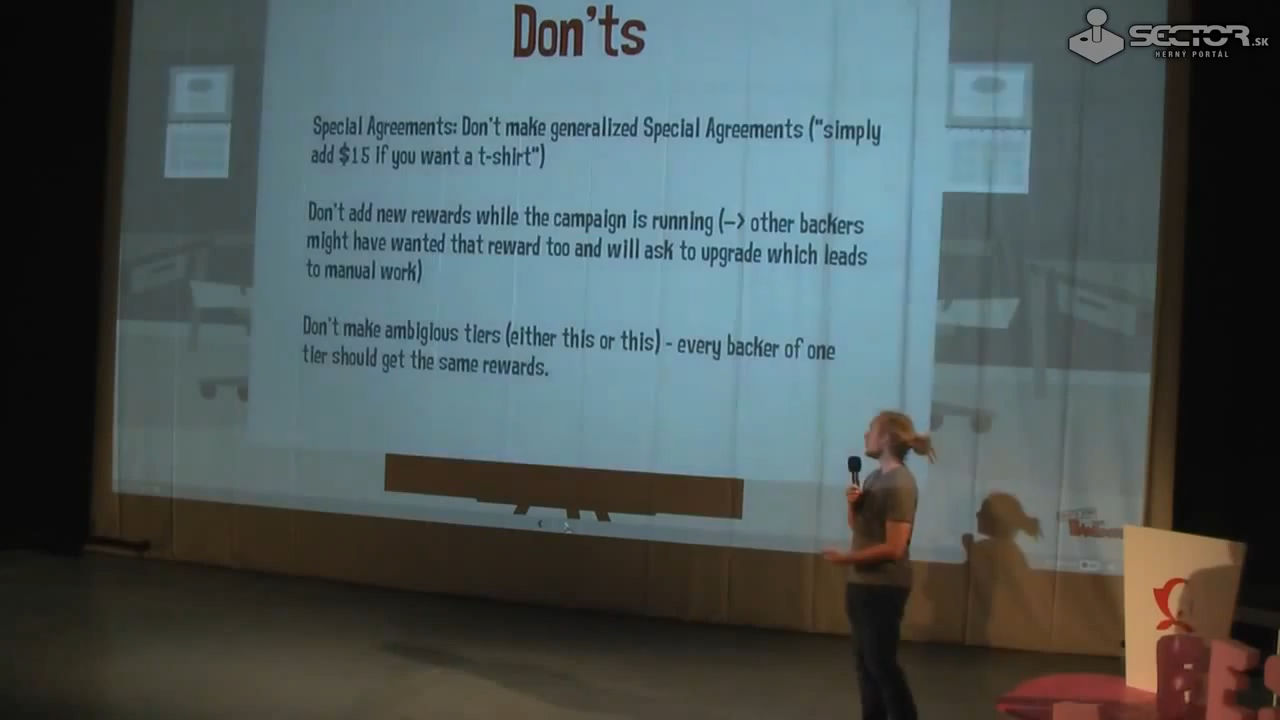 Don'ts
SECTOR.SK
HERNÝ PORTÁL
Special Agreements: Don't make generalized Special Agreements ("simply
add $15 if you want a t-shirt")
Don't add new rewards while the campaign is running (—> other backers
might have wanted that reward too and will ask to upgrade which leads
to manual work)
Don't make ambigious tiers (either this or this) - every backer of one
tier should get the same rewards.